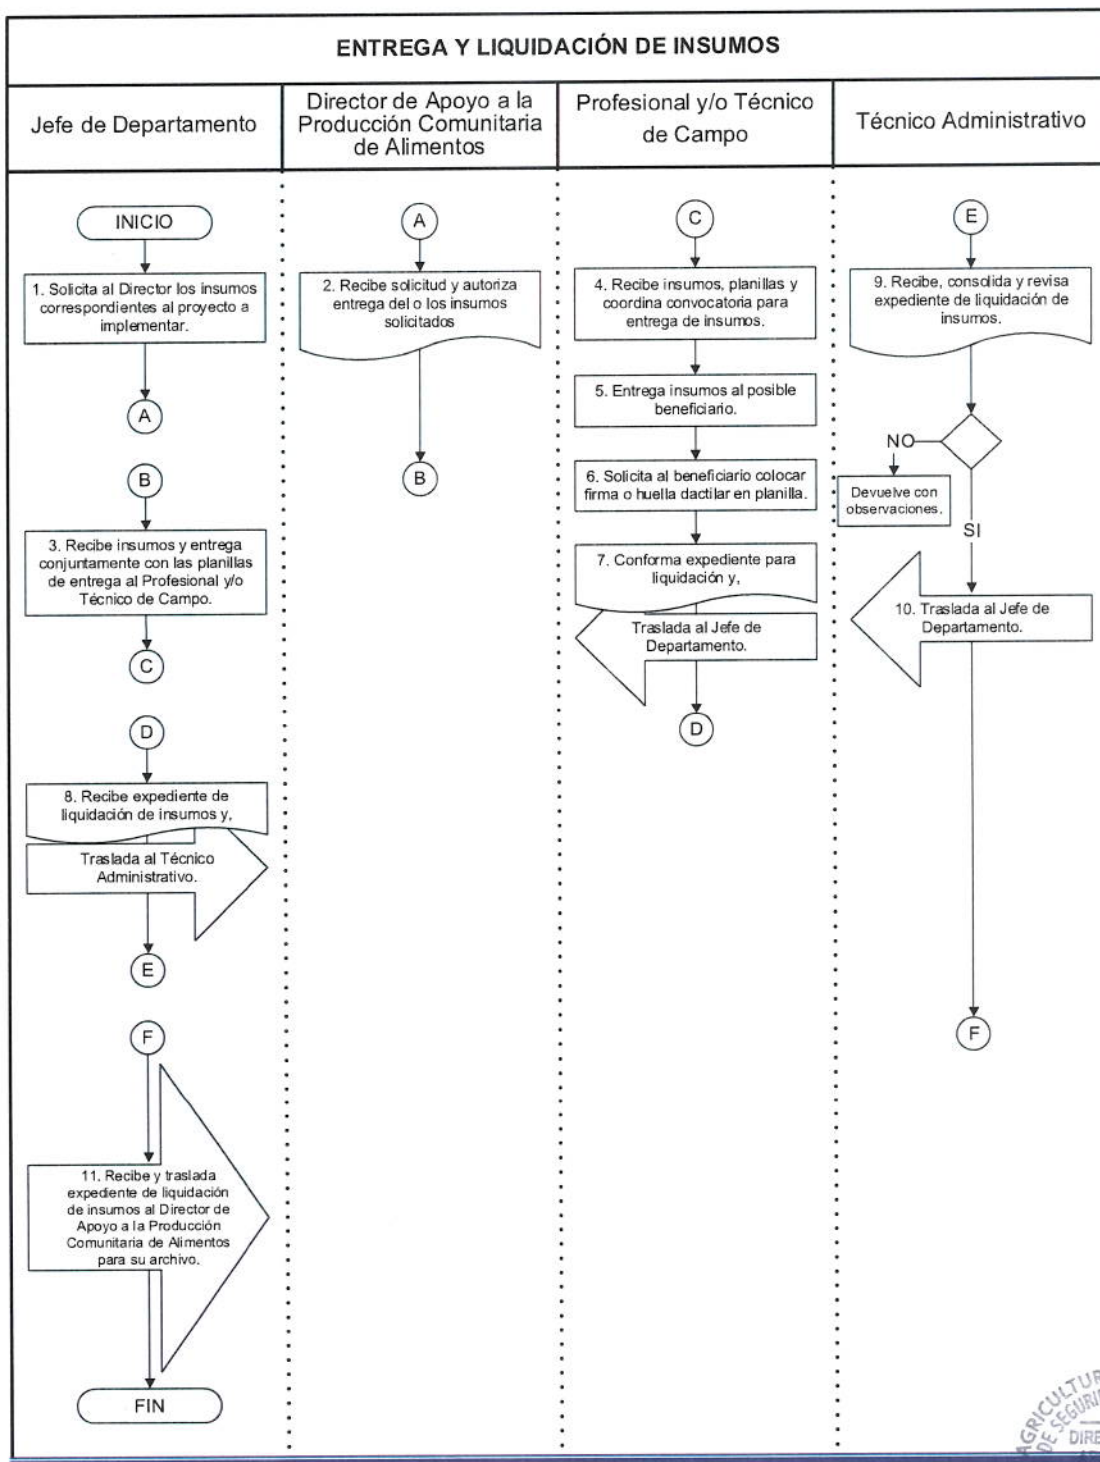 ENTREGA Y LIQUIDACIÓN DE INSUMOS
Jefe de Departamento
Director de Apoyo a la
Producción Comunitaria
de Alimentos
Profesional y/o Técnico
de Campo
Técnico Administrativo
INICIO
1. Solicita al Director los insumos
correspondientes al proyecto a
implementar.
A
B
3. Recibe insumos y entrega
conjuntamente con las planillas
de entrega al Profesional y/o
Técnico de Campo.
C
D
8. Recibe expediente de
liquidación de insumos y,
Traslada al Técnico
Administrativo.
E
F
11. Recibe y traslada
expediente de liquidación
de insumos al Director de
Apoyo a la Producción
Comunitaria de Alimentos
para su archivo.
FIN
A
2. Recibe solicitud y autoriza
entrega del o los insumos
solicitados
B
C
4. Recibe insumos, planillas y
coordina convocatoria para
entrega de insumos.
5. Entrega insumos al posible
beneficiario.
6. Solicita al beneficiario colocar
firma o huella dactilar en planilla.
7. Conforma expediente para
liquidación y,
Traslada al Jefe de
Departamento.
D
E
9. Recibe, consolida y revisa
expediente de liquidación de
insumos.
NO
Devuelve con
observaciones.
SI
10. Traslada al Jefe de
Departamento.
F